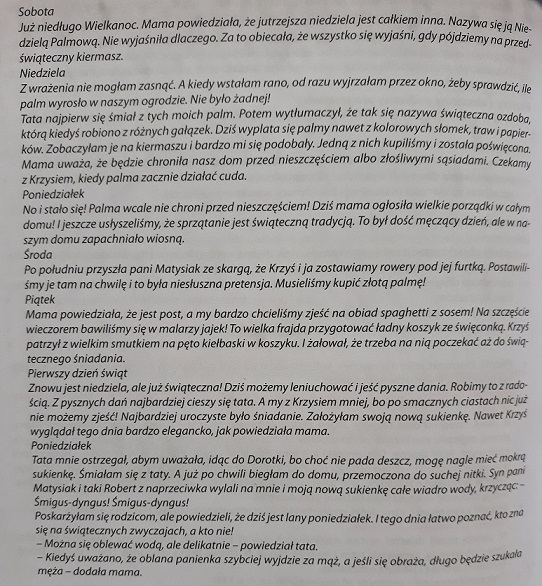 Sobota
Już niedługo Wielkanoc. Mama powiedziała, że jutrzejsza niedziela jest całkiem inna. Nazywa się ją Nie-
dzielą Palmową. Nie wyjaśniła dlaczego. Za to obiecała, że wszystko się wyjaśni, gdy pójdziemy na przed-
świąteczny kiermasz.
Niedziela
Z wrażenia nie mogłam zasnąć. A kiedy wstałam rano, od razu wyjrzałam przez okno, żeby sprawdzić, ile
palm wyrosło w naszym ogrodzie. Nie było żadnej!
Tata najpierw się śmiał z tych moich palm. Potem wytłumaczył, że tak się nazywa świąteczna ozdoba,
którą kiedyś robiono z różnych gałązek. Dziś wyplata się palmy nawet z kolorowych słomek, traw i papier-
ków. Zobaczyłam je na kiermaszu i bardzo mi się podobały. Jedną z nich kupiliśmy i została poświęcona.
Mama uważa, że będzie chroniła nasz dom przed nieszczęściem albo złośliwymi sąsiadami. Czekamy
z Krzysiem, kiedy palma zacznie działać cuda.
Poniedziałek
No i stało się! Palma wcale nie chroni przed nieszczęściem! Dziś mama ogłosiła wielkie porządki w całym
domu! I jeszcze usłyszeliśmy, że sprzątanie jest świąteczną tradycją. To był dość męczący dzień, ale w na-
szym domu zapachniało wiosną.
Środa
Po południu przyszła pani Matysiak ze skargą, że Krzyś i ja zostawiamy rowery pod jej furtką. Postawili-
śmy je tam na chwilę i to była niesłuszna pretensja. Musieliśmy kupić złotą palmę!
Piątek
Mama powiedziała, że jest post, a my bardzo chcieliśmy zjeść na obiad spaghetti z sosem! Na szczęście
wieczorem bawiliśmy się w malarzy jajek! To wielka frajda przygotować ładny koszyk ze święconką. Krzyś
patrzył z wielkim smutkiem na pęto kiełbaski w koszyku. I żałował, że trzeba na nią poczekać aż do świą-
tecznego śniadania.
Pierwszy dzień świąt
Znowu jest niedziela, ale już świąteczna! Dziś możemy leniuchować i jeść pyszne dania. Robimy to z rado-
ścią. Z pysznych dań najbardziej cieszy się tata. A my z Krzysiem mniej, bo po smacznych ciastach nic już
nie możemy zjeść! Najbardziej uroczyste było śniadanie. Założyłam swoją nową sukienkę. Nawet Krzyś
wyglądał tego dnia bardzo elegancko, jak powiedziała mama.
Poniedziałek
Tata mnie ostrzegał, abym uważała, idąc do Dorotki, bo choć nie pada deszcz, mogę nagle mieć mokrą
sukienkę. Śmiałam się z taty. A już po chwili biegłam do domu, przemoczona do suchej nitki. Syn pani
Matysiak i taki Robert z naprzeciwka wylali na mnie i moją nową sukienkę całe wiadro wody, krzycząc: –
Śmigus-dyngus! Śmigus-dyngus!
Poskarżyłam się rodzicom, ale powiedzieli, że dziś jest lany poniedziałek. I tego dnia łatwo poznać, kto zna
się na świątecznych zwyczajach, a kto nie!
– Można się oblewać wodą, ale delikatnie – powiedział tata.
– Kiedyś uważano, że oblana panienka szybciej wyjdzie za mąż, a jeśli się obraża, długo będzie szukała
męża – dodała mama.